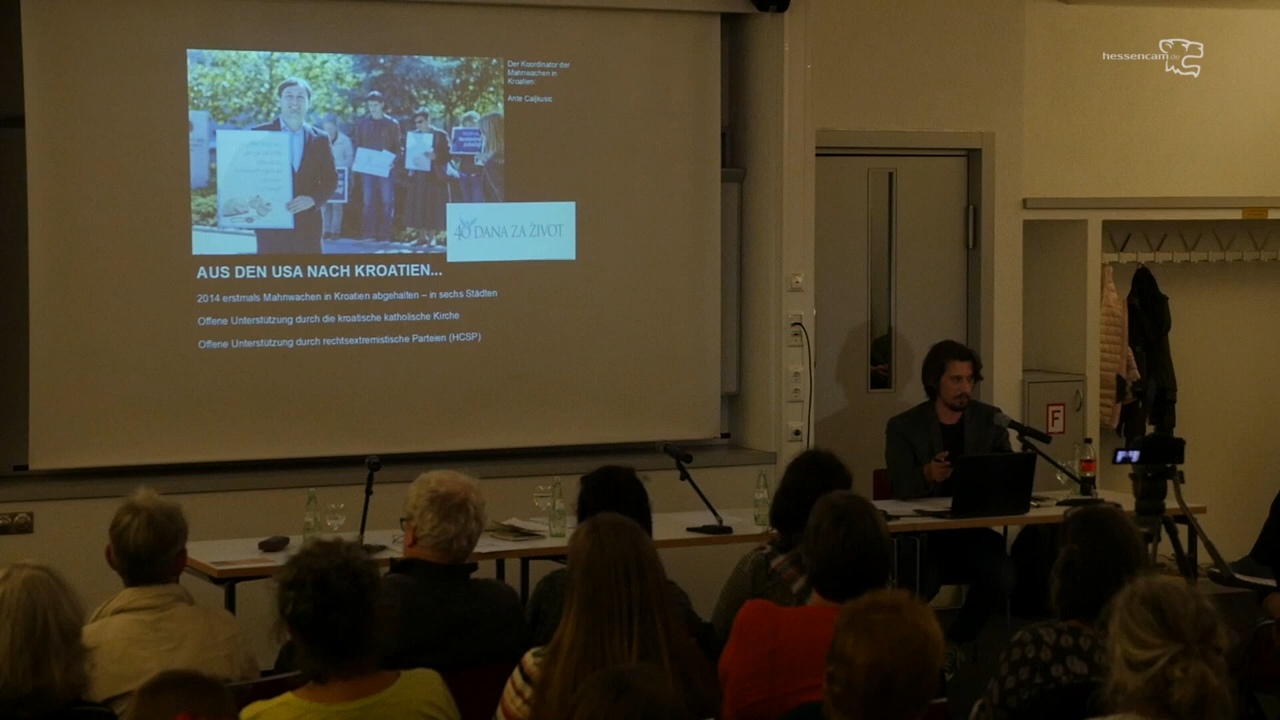 hessencam.de
Der Koordinator der
Mahnwachen in
Kroatien:
Ante Caljkusic
40 DANA ZA ŽIVOT
AUS DEN USA NACH KROATIEN...
2014 erstmals Mahnwachen in Kroatien abgehalten – in sechs Städten
Offene Unterstützung durch die kroatische katholische Kirche
Offene Unterstützung durch rechtsextremistische Parteien (HCSP)
F